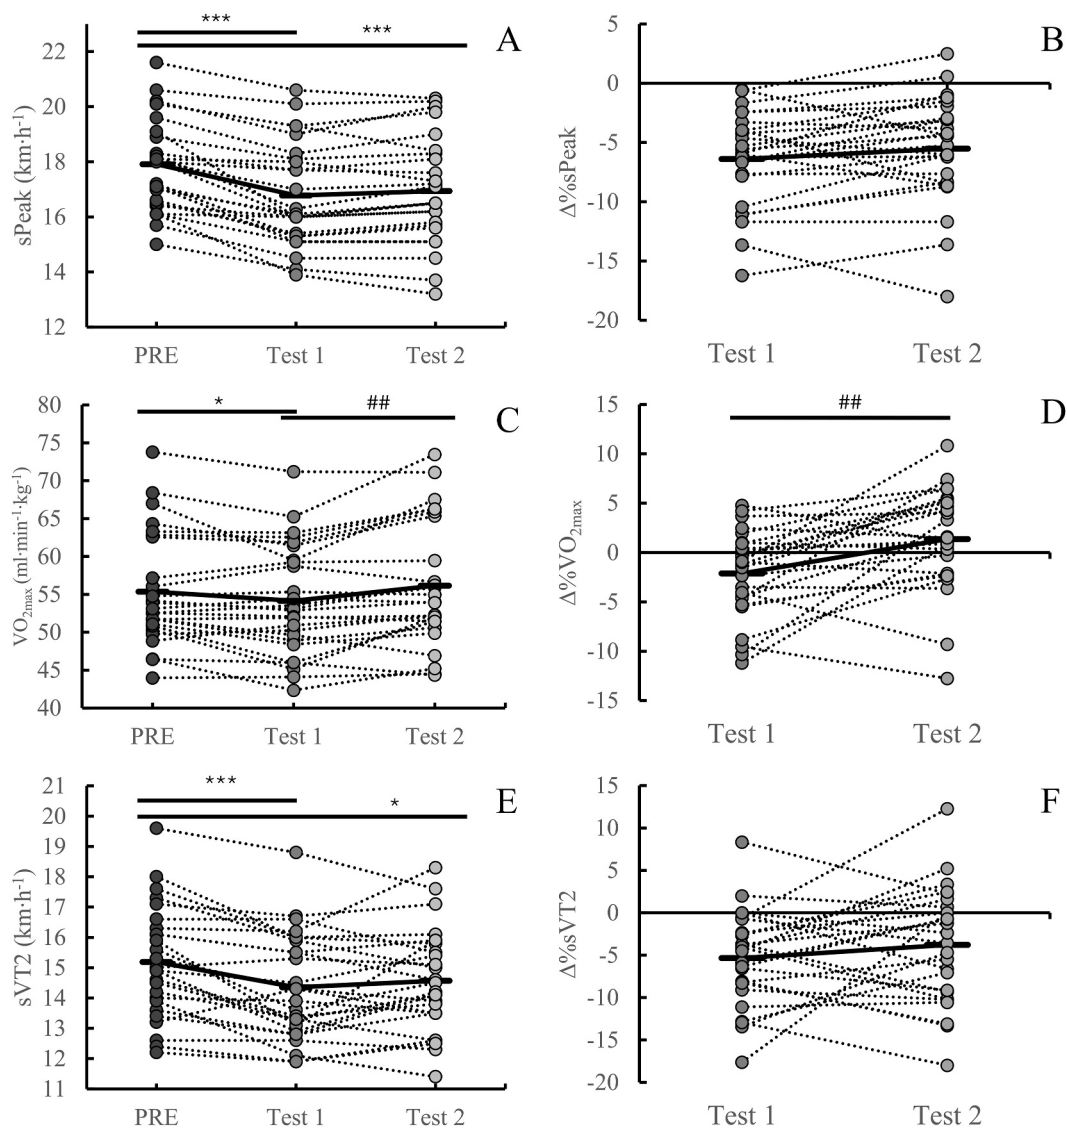 ***
***
A
sPeak (km·h⁻¹)
22
20
18
16
14
12
PRE
Test 1
Test 2
B
Δ%sPeak
5
0
-5
-10
-15
-20
Test 1
Test 2
*
##
C
VO2max (ml·min⁻¹·kg⁻¹)
80
75
70
65
60
55
50
45
40
PRE
Test 1
Test 2
##
D
Δ%VO2max
15
10
5
0
-5
-10
-15
Test 1
Test 2
***
*
E
sVT2 (km·h⁻¹)
21
20
19
18
17
16
15
14
13
12
11
PRE
Test 1
Test 2
F
Δ%sVT2
15
10
5
0
-5
-10
-15
-20
Test 1
Test 2